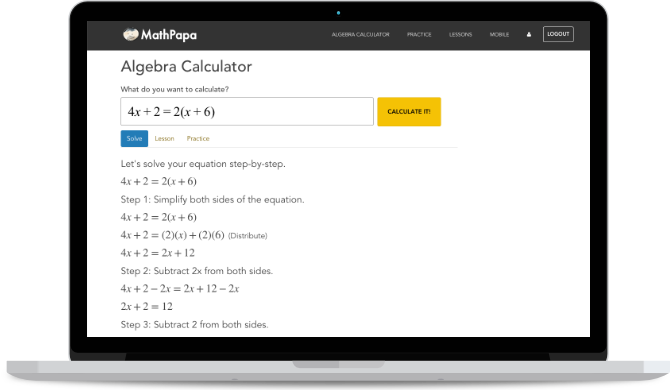 MathPapa
ALGEBRA CALCULATOR PRACTICE LESSONS MOBILE LOGOUT
Algebra Calculator
What do you want to calculate?
4x + 2 = 2(x + 6)
CALCULATE IT!
Solve Lesson Practice
Let's solve your equation step-by-step.
4x + 2 = 2(x + 6)
Step 1: Simplify both sides of the equation.
4x + 2 = 2(x + 6)
4x + 2 = (2)(x) + (2)(6) (Distribute)
4x + 2 = 2x + 12
Step 2: Subtract 2x from both sides.
4x + 2 − 2x = 2x + 12 − 2x
2x + 2 = 12
Step 3: Subtract 2 from both sides.